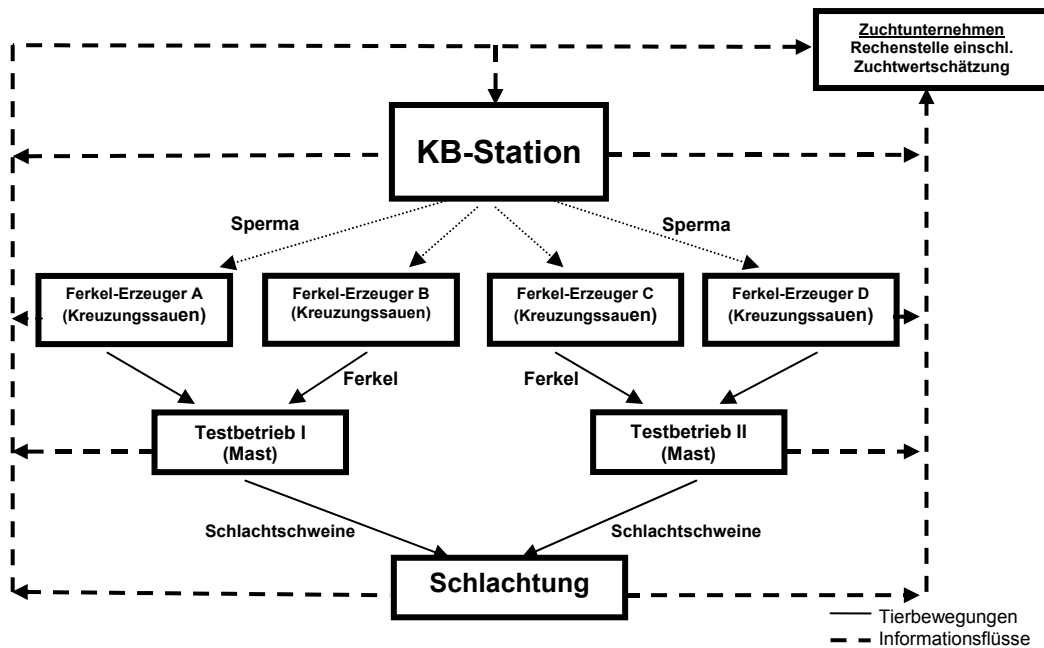 Zuchtunternehmen
Rechenstelle einschl.
Zuchtwertschätzung
KB-Station
Sperma
Sperma
Ferkel-Erzeuger A
(Kreuzungssauen)
Ferkel-Erzeuger B
(Kreuzungssauen)
Ferkel-Erzeuger C
(Kreuzungssauen)
Ferkel-Erzeuger D
(Kreuzungssauen)
Ferkel
Ferkel
Testbetrieb I
(Mast)
Testbetrieb II
(Mast)
Schlachtschweine
Schlachtschweine
Schlachtung
Tierbewegungen
Informationsflüsse